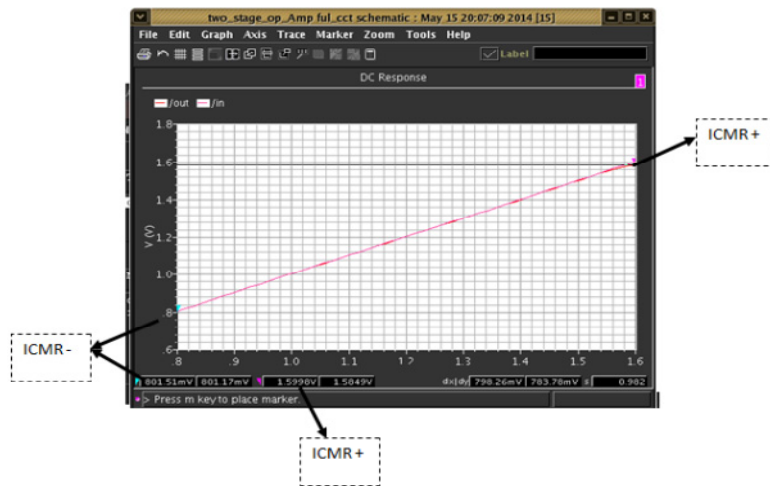 two_stage_op_Amp ful_cct schematic : May 15 20:07:09 2014 [15]
File Edit Graph Axis Trace Marker Zoom Tools Help
Label
DC Response
1
/out /in
1.8
1.6
1.4
1.2
1.0
.8
.6
V (V)
.8 .9 1.0 1.1 1.2 1.3 1.4 1.5 1.6
801.51mV 801.17mV 1.5998V 1.5849V dx|dy 798.26mV 783.78mV s 0.982
> Press m key to place marker.
ICMR+
ICMR-
ICMR+